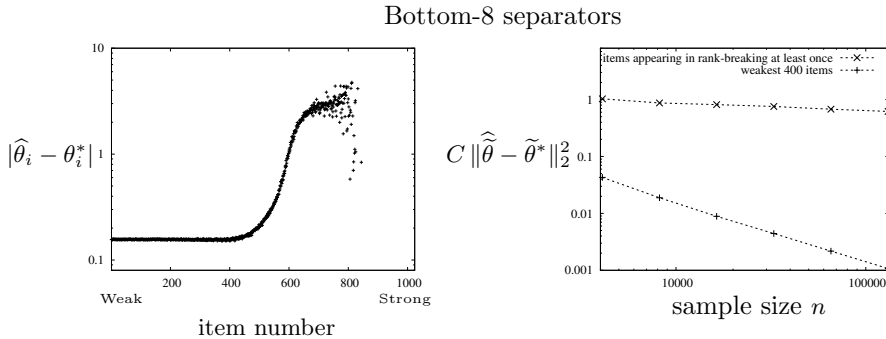 Bottom-8 separators
10
1
0.1
|θ̂_i − θ*_i|
200 400 600 800 1000
Weak Strong
item number
items appearing in rank-breaking at least once
weakest 400 items
1
0.1
0.01
0.001
C ‖θ̃̂ − θ̃*‖²₂
10000 100000
sample size n